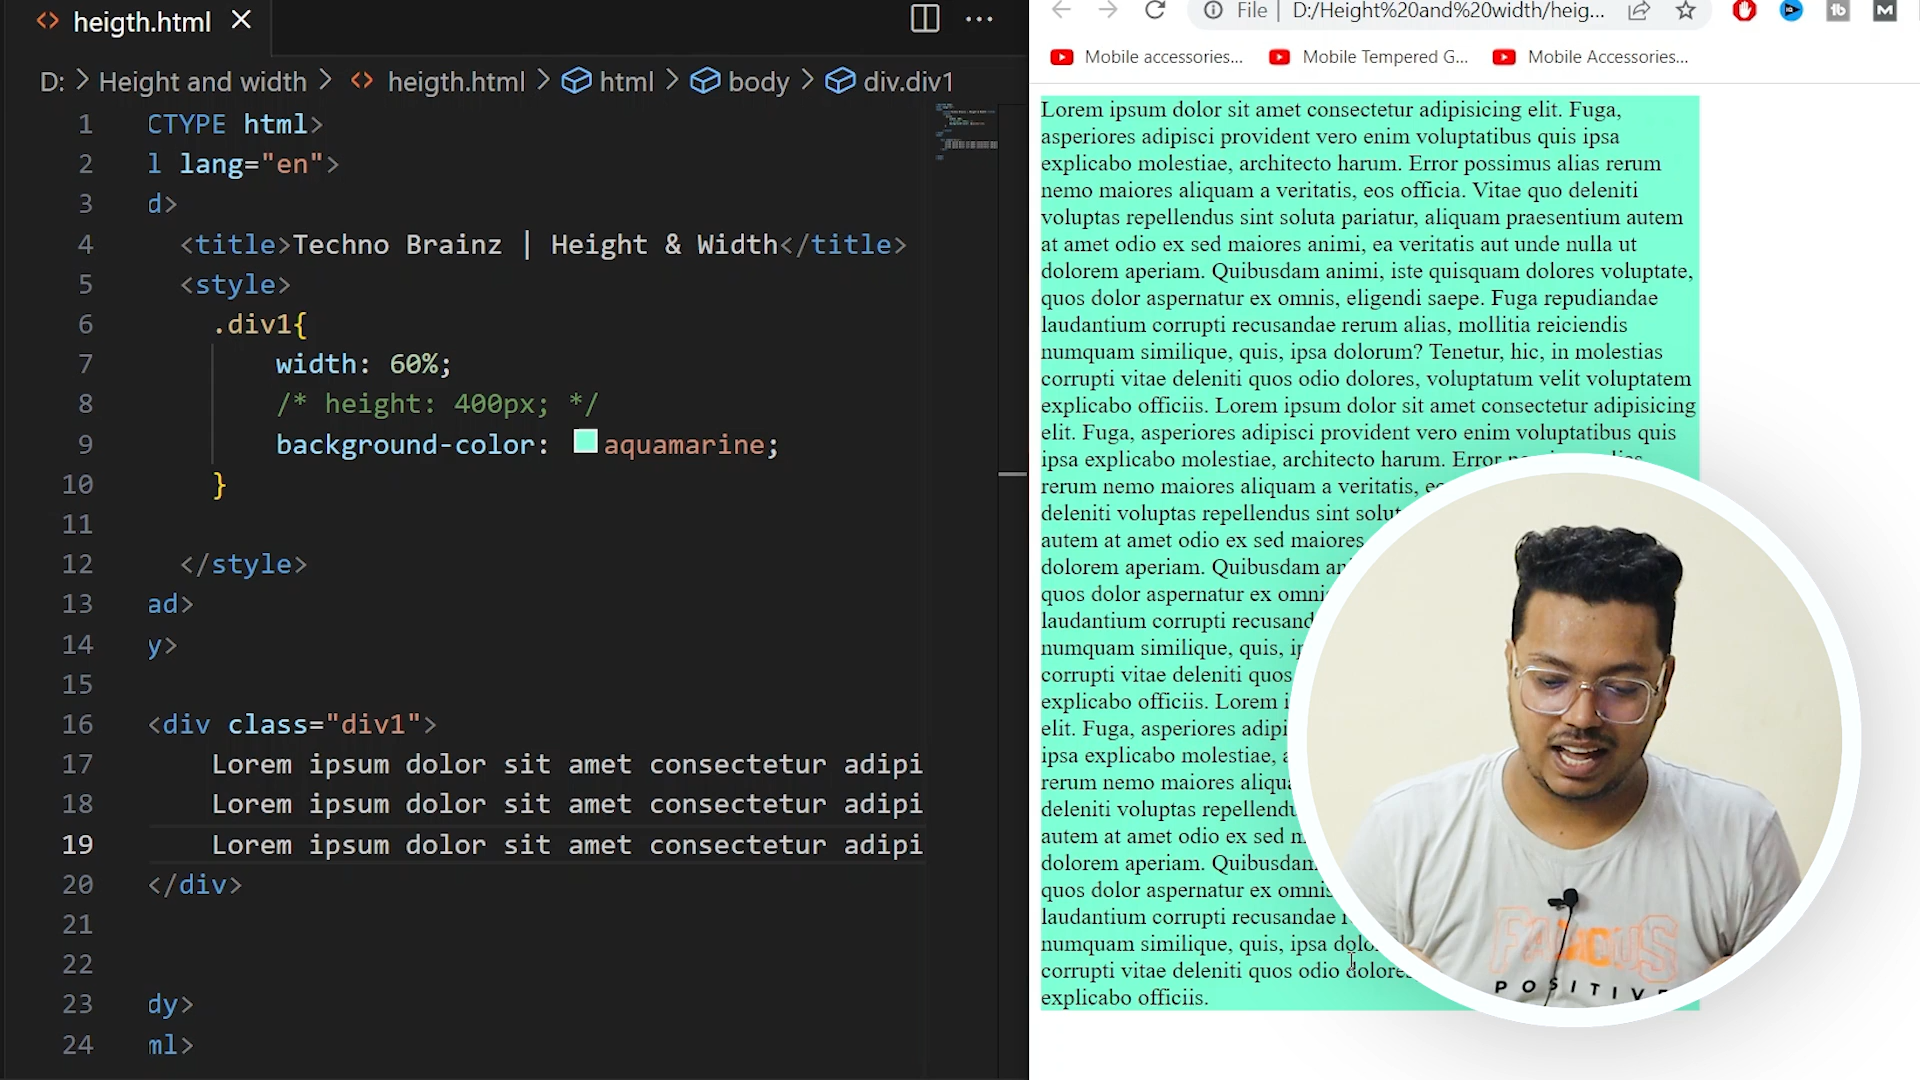 heigth.html
D: > Height and width > heigth.html > html > body > div.div1
1 CTYPE html>
2 l lang="en">
3 d>
4 <title>Techno Brainz | Height & Width</title>
5 <style>
6 .div1{
7 width: 60%;
8 /* height: 400px; */
9 background-color: aquamarine;
10 }
11
12 </style>
13 ad>
14 y>
15
16 <div class="div1">
17 Lorem ipsum dolor sit amet consectetur adipi
18 Lorem ipsum dolor sit amet consectetur adipi
19 Lorem ipsum dolor sit amet consectetur adipi
20 </div>
21
22
23 dy>
24 ml>
File | D:/Height%20and%20width/heig...
Mobile accessories... Mobile Tempered G... Mobile Accessories...
Lorem ipsum dolor sit amet consectetur adipisicing elit. Fuga,
asperiores adipisci provident vero enim voluptatibus quis ipsa
explicabo molestiae, architecto harum. Error possimus alias rerum
nemo maiores aliquam a veritatis, eos officia. Vitae quo deleniti
voluptas repellendus sint soluta pariatur, aliquam praesentium autem
at amet odio ex sed maiores animi, ea veritatis aut unde nulla ut
dolorem aperiam. Quibusdam animi, iste quisquam dolores voluptate,
quos dolor aspernatur ex omnis, eligendi saepe. Fuga repudiandae
laudantium corrupti recusandae rerum alias, mollitia reiciendis
numquam similique, quis, ipsa dolorum? Tenetur, hic, in molestias
corrupti vitae deleniti quos odio dolores, voluptatum velit voluptatem
explicabo officiis. Lorem ipsum dolor sit amet consectetur adipisicing
elit. Fuga, asperiores adipisci provident vero enim voluptatibus quis
ipsa explicabo molestiae, architecto harum. Error
rerum nemo maiores aliquam a veritatis,
deleniti voluptas repellendus sint
autem at amet odio ex sed maiores
dolorem aperiam. Quibusdam
quos dolor aspernatur ex
laudantium corrupti
numquam similique, quis,
corrupti vitae deleniti quos
explicabo officiis. Lorem
elit. Fuga, asperiores
ipsa explicabo molestiae,
rerum nemo maiores
deleniti voluptas
autem at amet odio ex sed
dolorem aperiam. Quibusdam
quos dolor aspernatur ex
laudantium corrupti recusandae
numquam similique, quis, ipsa
corrupti vitae deleniti quos odio
explicabo officiis.
POSITIVE